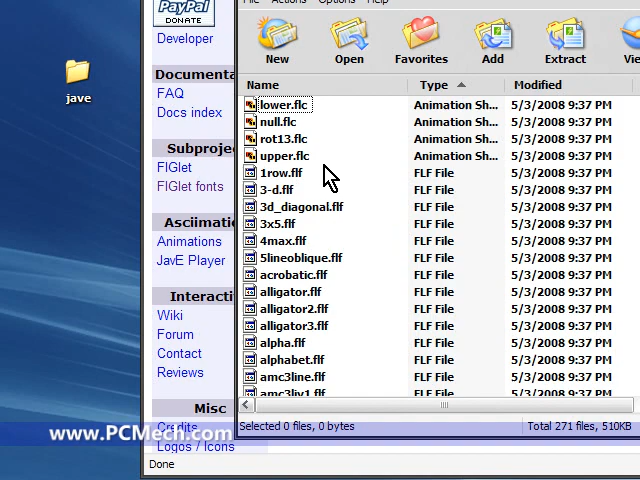 PayPal
DONATE
Developer
Documenta
FAQ
Docs index
Subproje
FIGlet
FIGlet fonts
Asciimatio
Animations
JavE Player
Interactiv
Wiki
Forum
Contact
Reviews
Misc
Credits
Logos / Icons
Done
jave
Actions Options Help
New Open Favorites Add Extract Vie
Name Type Modified
lower.flc Animation Sh... 5/3/2008 9:37 PM
null.flc Animation Sh... 5/3/2008 9:37 PM
rot13.flc Animation Sh... 5/3/2008 9:37 PM
upper.flc Animation Sh... 5/3/2008 9:37 PM
1row.flf FLF File 5/3/2008 9:37 PM
3-d.flf FLF File 5/3/2008 9:37 PM
3d_diagonal.flf FLF File 5/3/2008 9:37 PM
3x5.flf FLF File 5/3/2008 9:37 PM
4max.flf FLF File 5/3/2008 9:37 PM
5lineoblique.flf FLF File 5/3/2008 9:37 PM
acrobatic.flf FLF File 5/3/2008 9:37 PM
alligator.flf FLF File 5/3/2008 9:37 PM
alligator2.flf FLF File 5/3/2008 9:37 PM
alligator3.flf FLF File 5/3/2008 9:37 PM
alpha.flf FLF File 5/3/2008 9:37 PM
alphabet.flf FLF File 5/3/2008 9:37 PM
amc3line.flf FLF File 5/3/2008 9:37 PM
amc3liv1.flf FLF File 5/3/2008 9:37 PM
Selected 0 files, 0 bytes Total 271 files, 510KB
www.PCMech.com